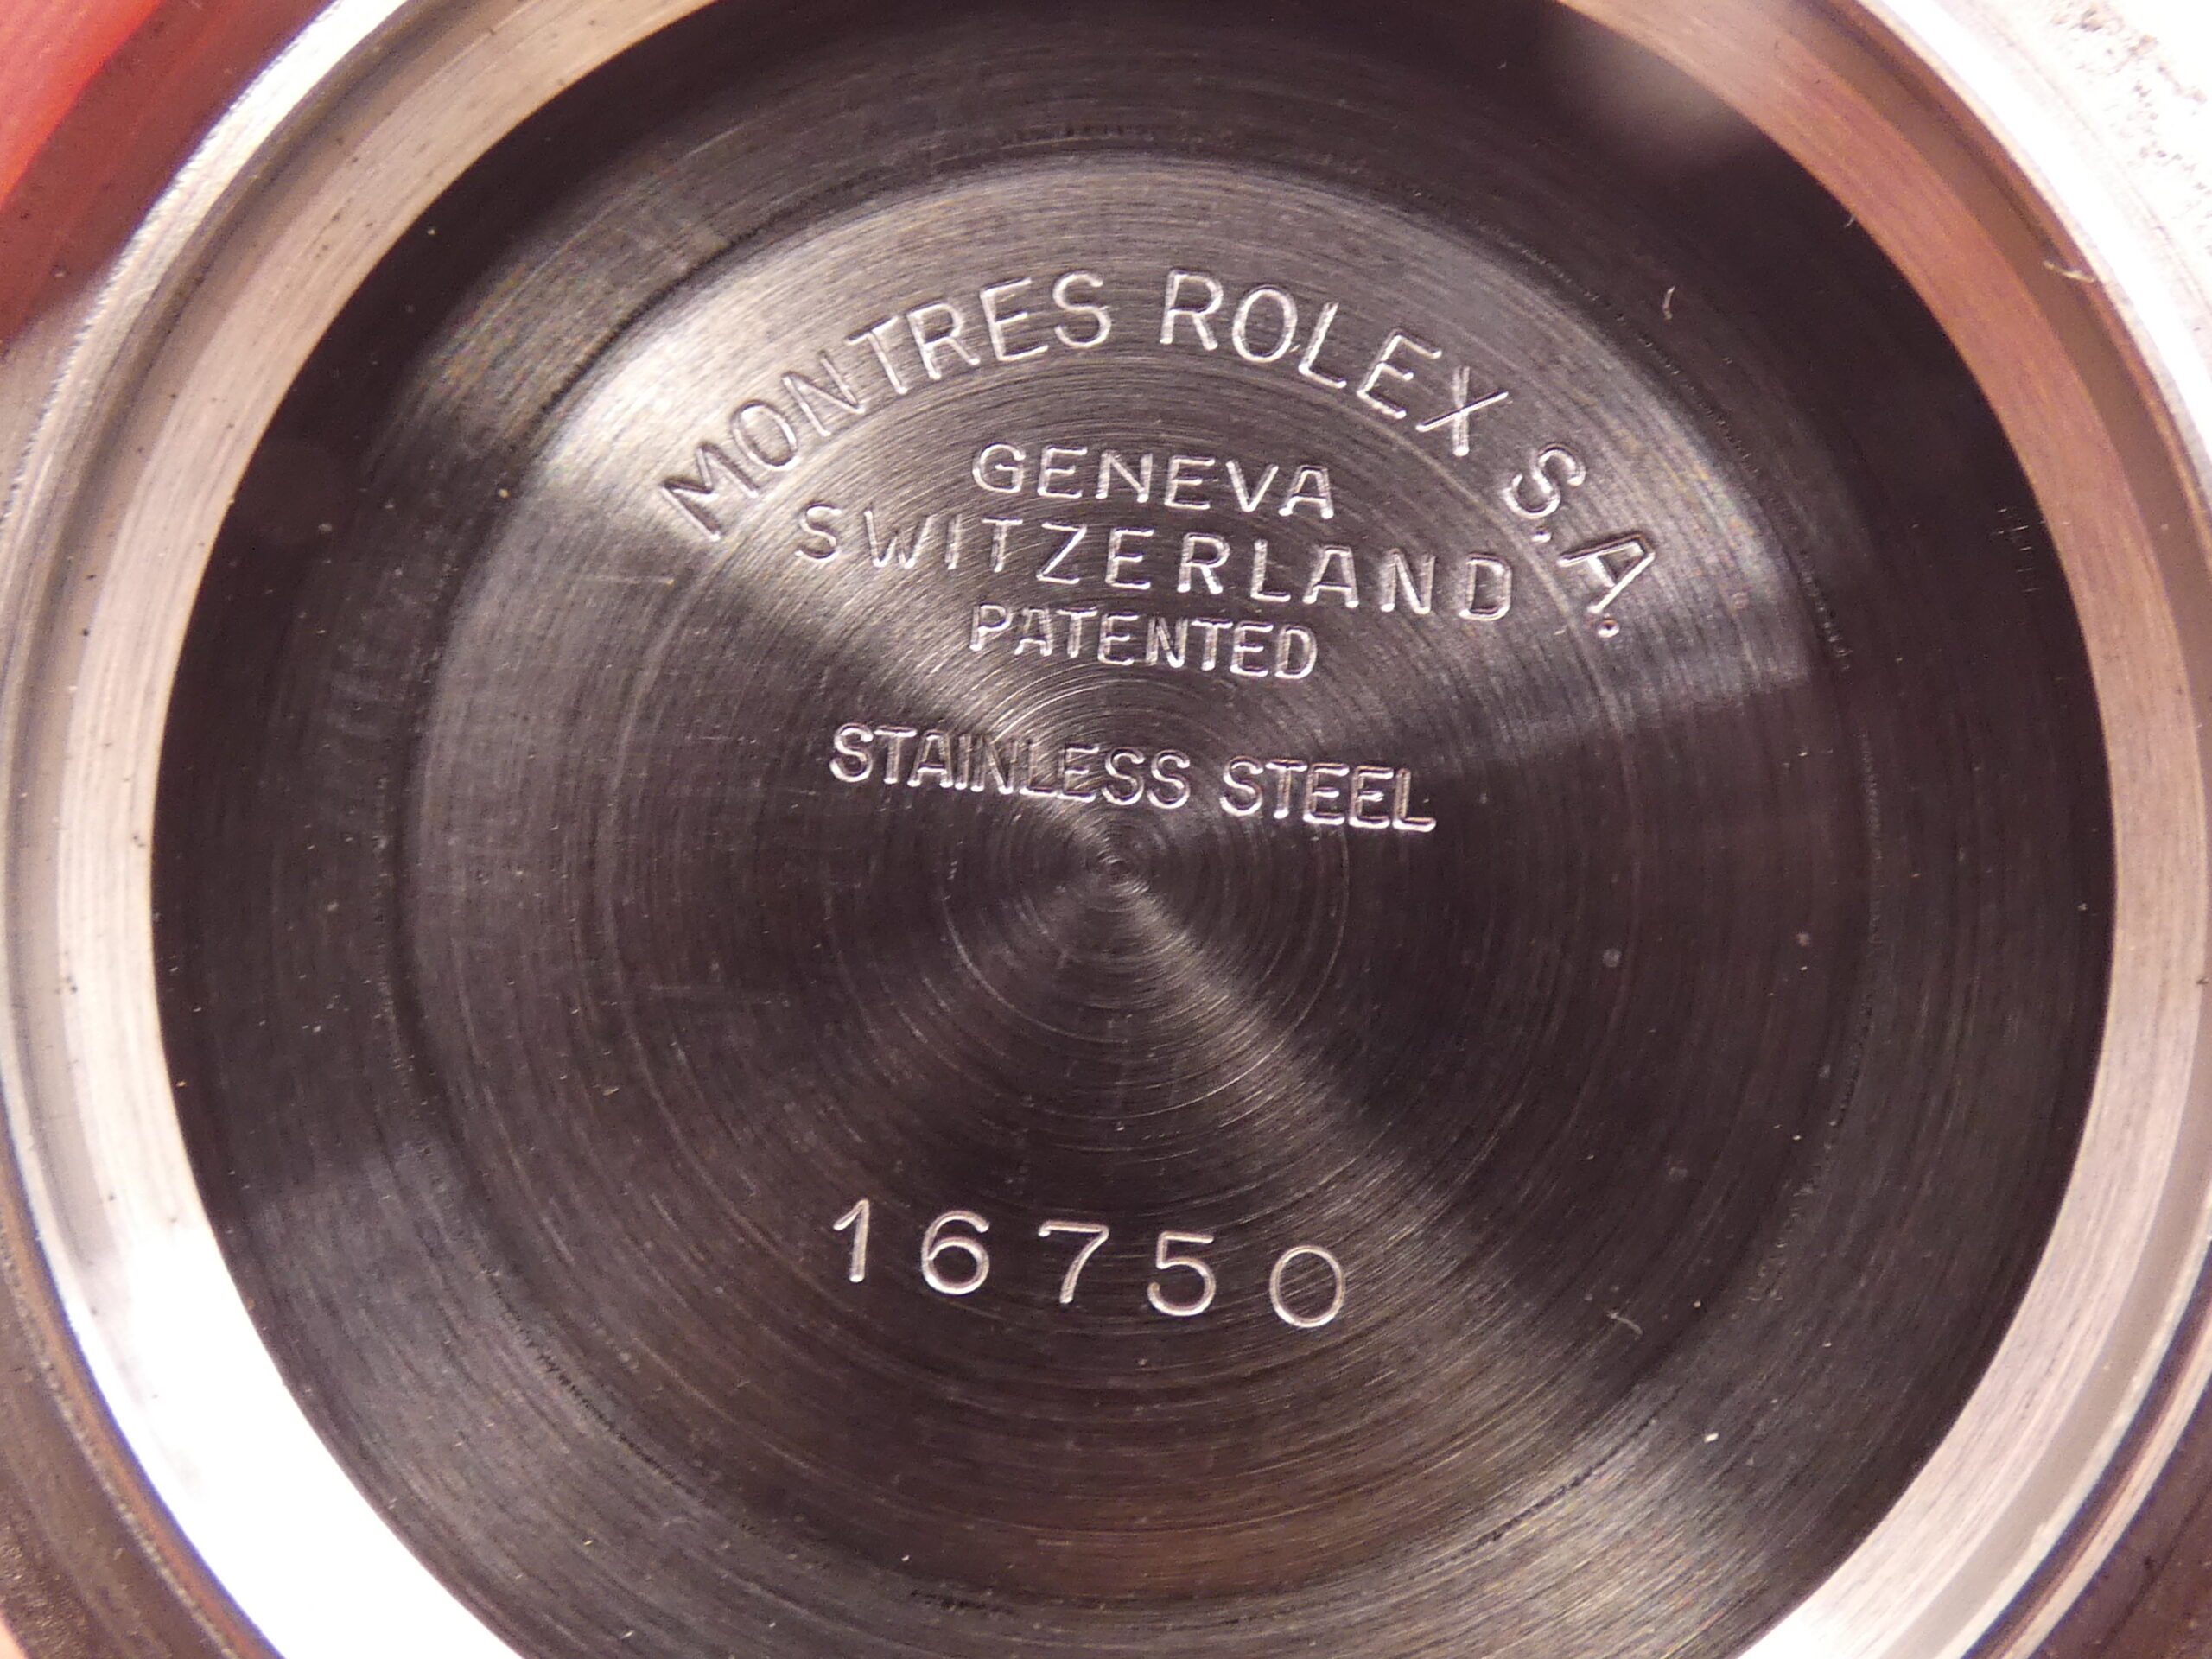 MONTRES ROLEX S.A.
GENEVA
SWITZERLAND
PATENTED
STAINLESS STEEL
16750